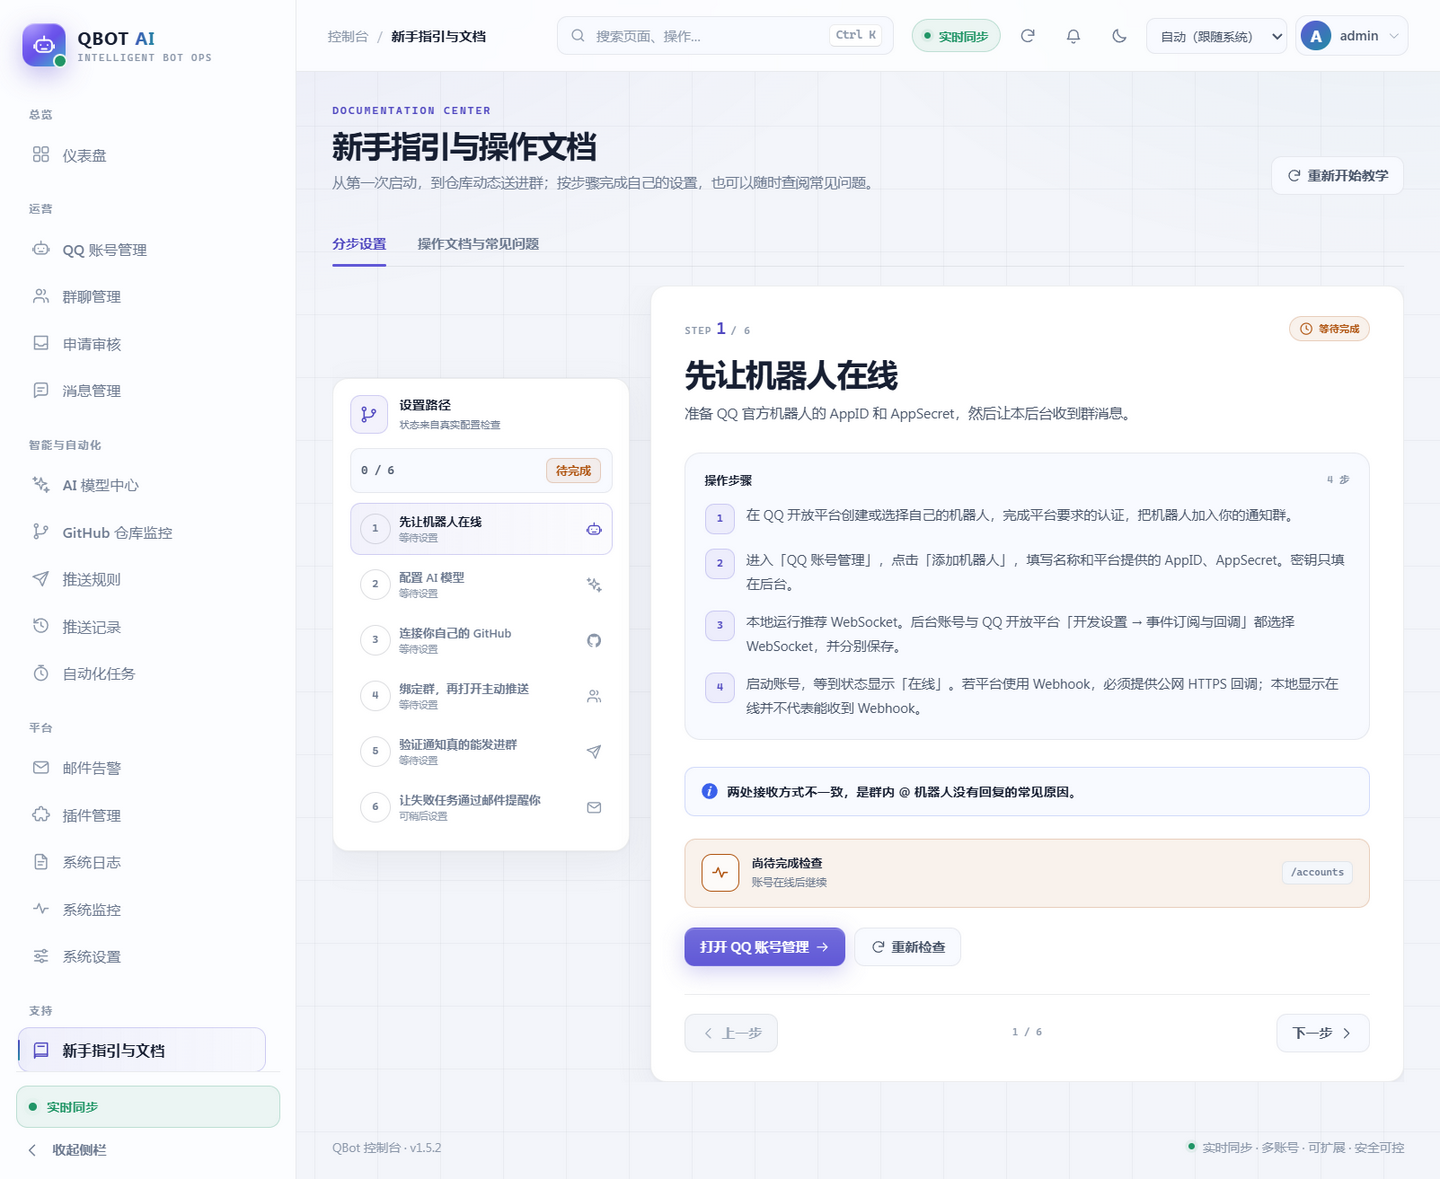 QBOT AI
INTELLIGENT BOT OPS
总览
仪表盘
运营
QQ 账号管理
群聊管理
申请审核
消息管理
智能与自动化
AI 模型中心
GitHub 仓库监控
推送规则
推送记录
自动化任务
平台
邮件告警
插件管理
系统日志
系统监控
系统设置
支持
新手指引与文档
实时同步
收起侧栏
控制台 / 新手指引与文档
搜索页面、操作...
Ctrl K
实时同步
自动（跟随系统）
A
admin
DOCUMENTATION CENTER
新手指引与操作文档
从第一次启动，到仓库动态送进群；按步骤完成自己的设置，也可以随时查阅常见问题。
重新开始教学
分步设置
操作文档与常见问题
设置路径
状态来自真实配置检查
0 / 6
待完成
1
先让机器人在线
等待设置
2
配置 AI 模型
等待设置
3
连接你自己的 GitHub
等待设置
4
绑定群，再打开主动推送
等待设置
5
验证通知真的能发进群
等待设置
6
让失败任务通过邮件提醒你
可稍后设置
STEP 1 / 6
等待完成
先让机器人在线
准备 QQ 官方机器人的 AppID 和 AppSecret，然后让本后台收到群消息。
操作步骤
4 步
1
在 QQ 开放平台创建或选择自己的机器人，完成平台要求的认证，把机器人加入你的通知群。
2
进入「QQ 账号管理」，点击「添加机器人」，填写名称和平台提供的 AppID、AppSecret。密钥只填
在后台。
3
本地运行推荐 WebSocket。后台账号与 QQ 开放平台「开发设置 → 事件订阅与回调」都选择
WebSocket，并分别保存。
4
启动账号，等到状态显示「在线」。若平台使用 Webhook，必须提供公网 HTTPS 回调；本地显示在
线并不代表能收到 Webhook。
两处接收方式不一致，是群内 @ 机器人没有回复的常见原因。
尚待完成检查
账号在线后继续
/accounts
打开 QQ 账号管理 →
重新检查
上一步
1 / 6
下一步
QBot 控制台 · v1.5.2
实时同步 · 多账号 · 可扩展 · 安全可控